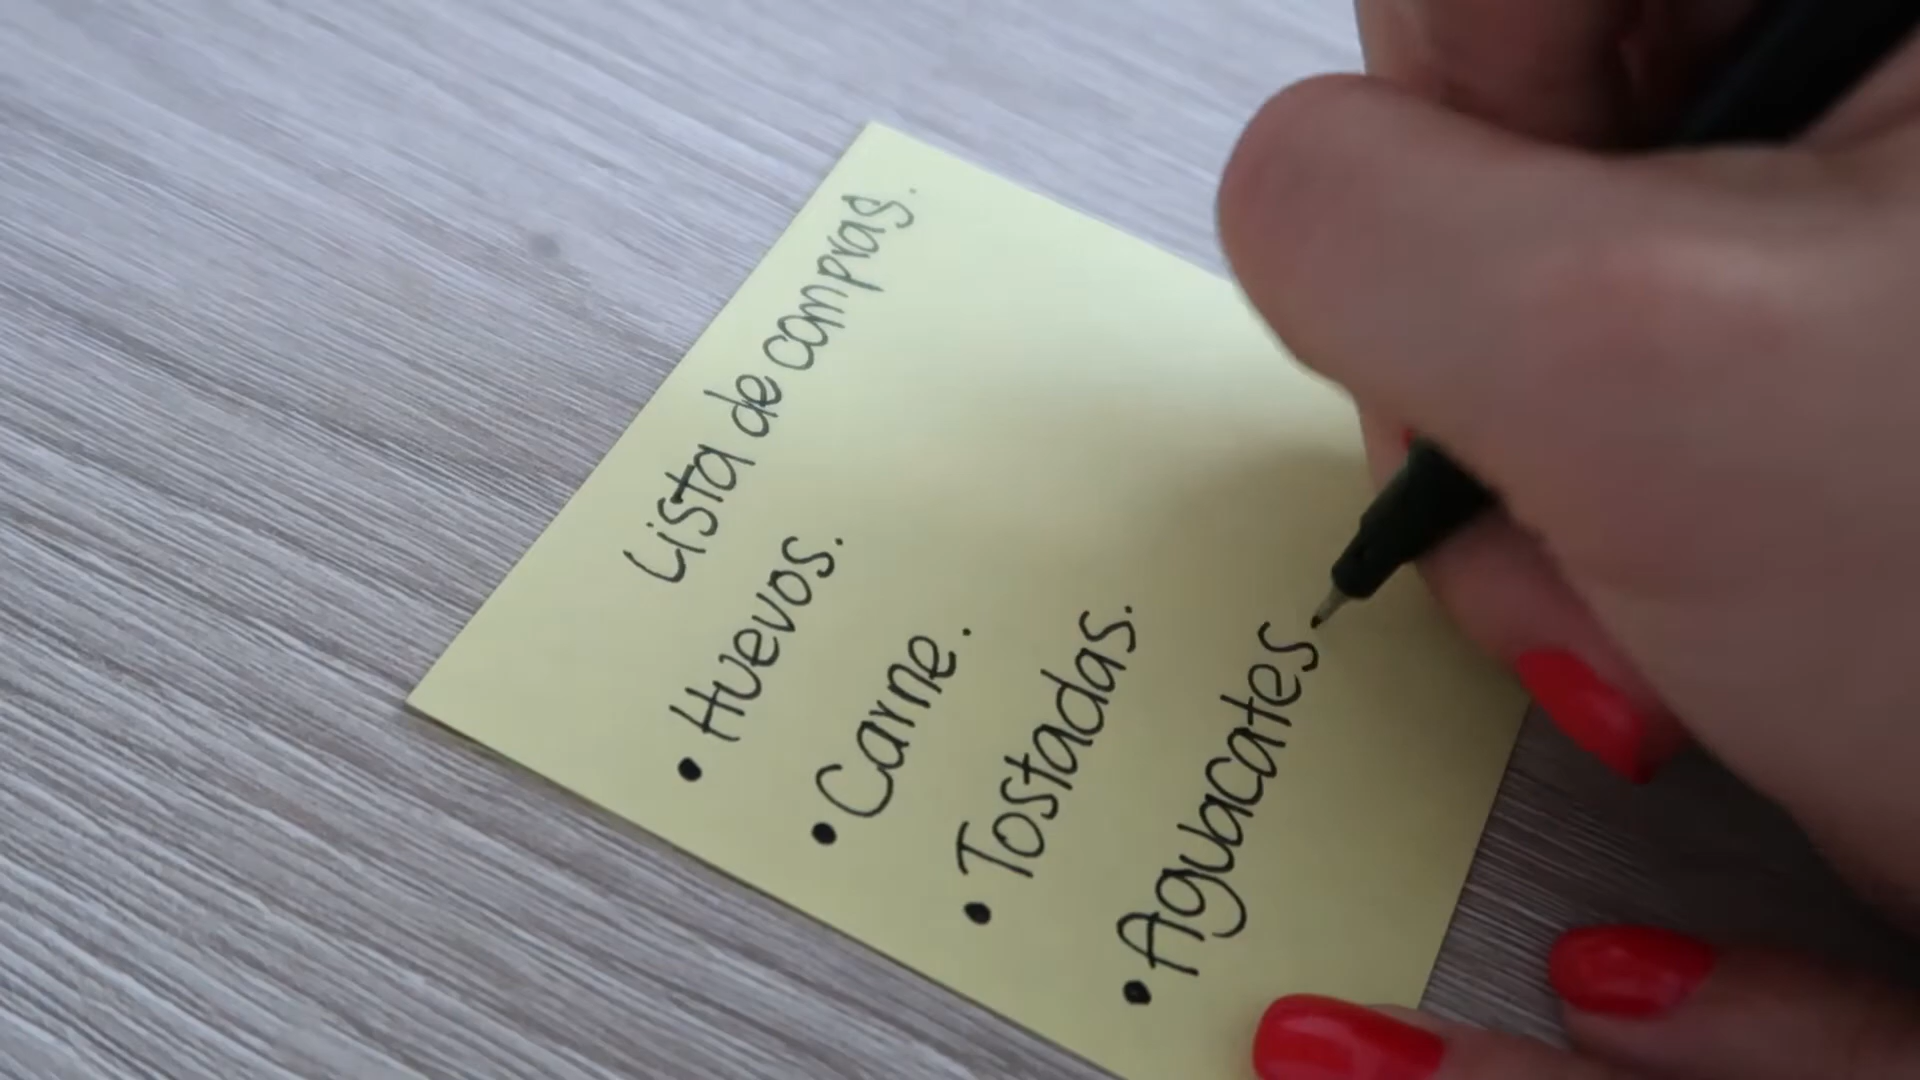 Lista de compras.
• Huevos.
• Carne.
• Tostadas.
• Aguacates